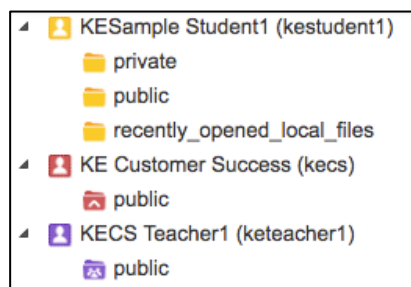 KESample Student1 (kestudent1)
private
public
recently_opened_local_files
KE Customer Success (kecs)
public
KECS Teacher1 (keteacher1)
public